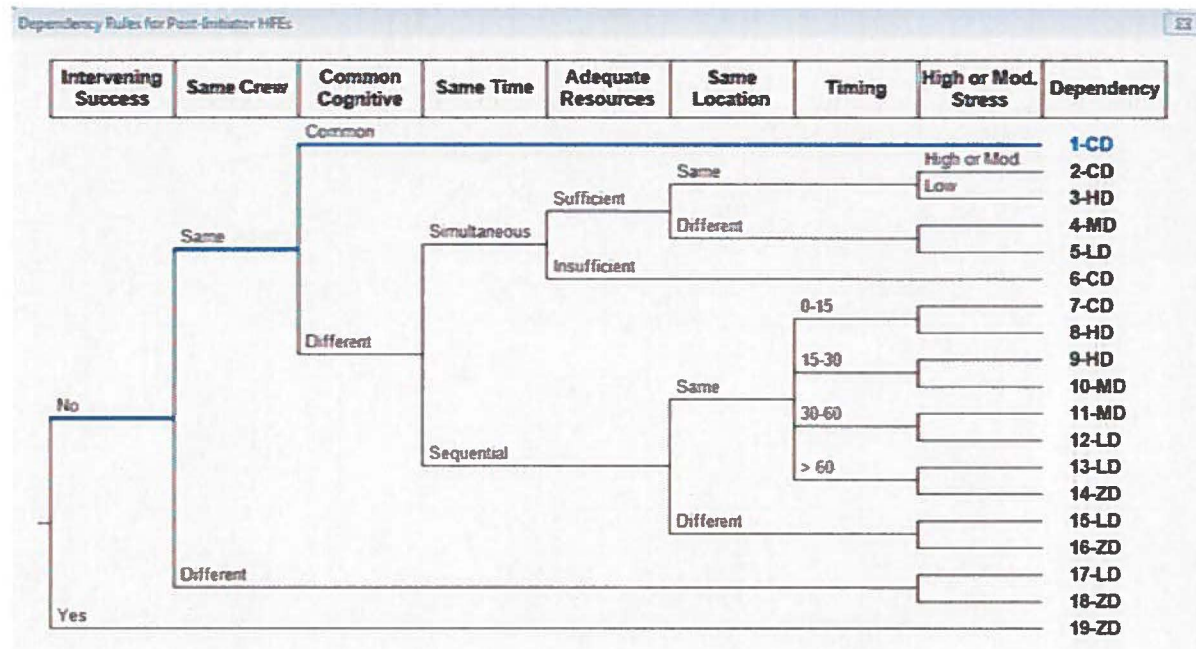 Dependency Rules for Post-Initiator HFEs
Intervening Success
Same Crew
Common Cognitive
Same Time
Adequate Resources
Same Location
Timing
High or Mod. Stress
Dependency
Common
1-CD
High or Mod
Same
2-CD
Low
Sufficient
3-HD
Different
4-MD
Same
Simultaneous
5-LD
Insufficient
6-CD
0-15
7-CD
Different
8-HD
15-30
9-HD
Same
10-MD
No
30-60
11-MD
12-LD
Sequential
> 60
13-LD
14-ZD
Different
15-LD
16-ZD
Different
17-LD
18-ZD
Yes
19-ZD